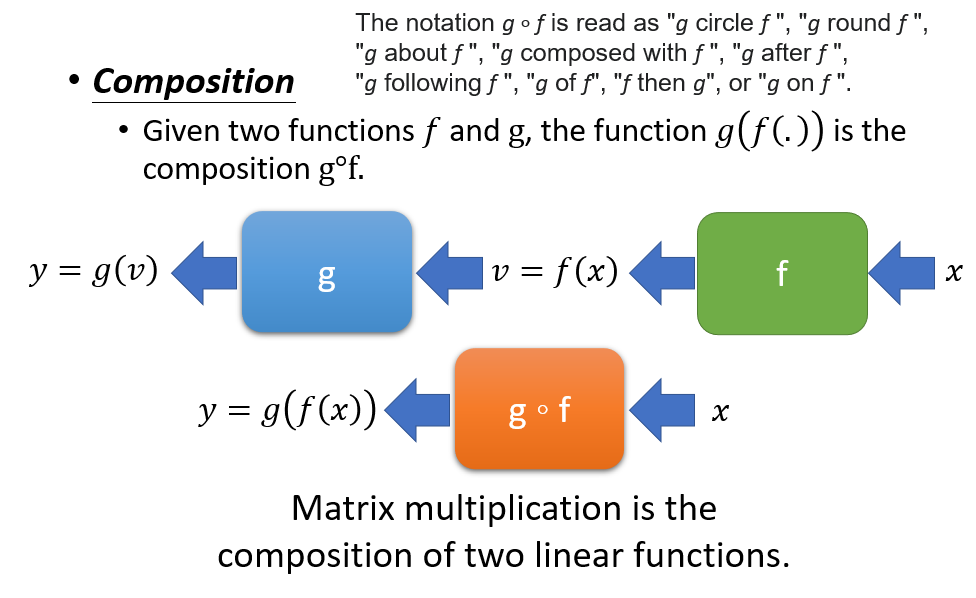 The notation g ∘ f is read as "g circle f ", "g round f ",
"g about f ", "g composed with f ", "g after f ",
"g following f ", "g of f", "f then g", or "g on f ".
• Composition
• Given two functions f and g, the function g(f(.)) is the
composition g°f.
y = g(v) g v = f(x) f x
y = g(f(x)) g ∘ f x
Matrix multiplication is the
composition of two linear functions.